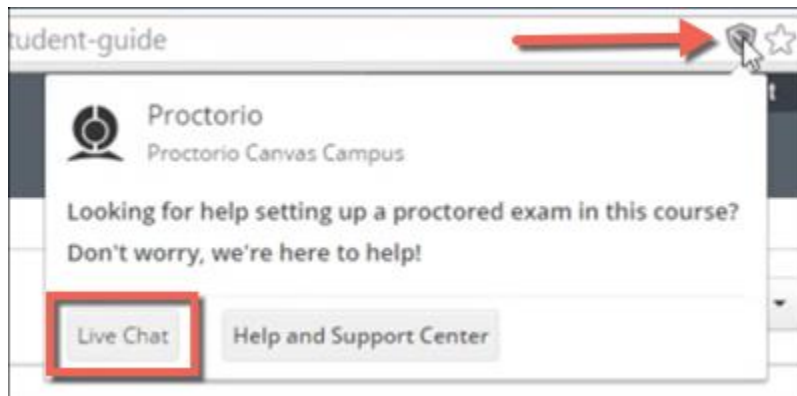 tudent-guide
t
Proctorio
Proctorio Canvas Campus
Looking for help setting up a proctored exam in this course?
Don't worry, we're here to help!
Live Chat Help and Support Center